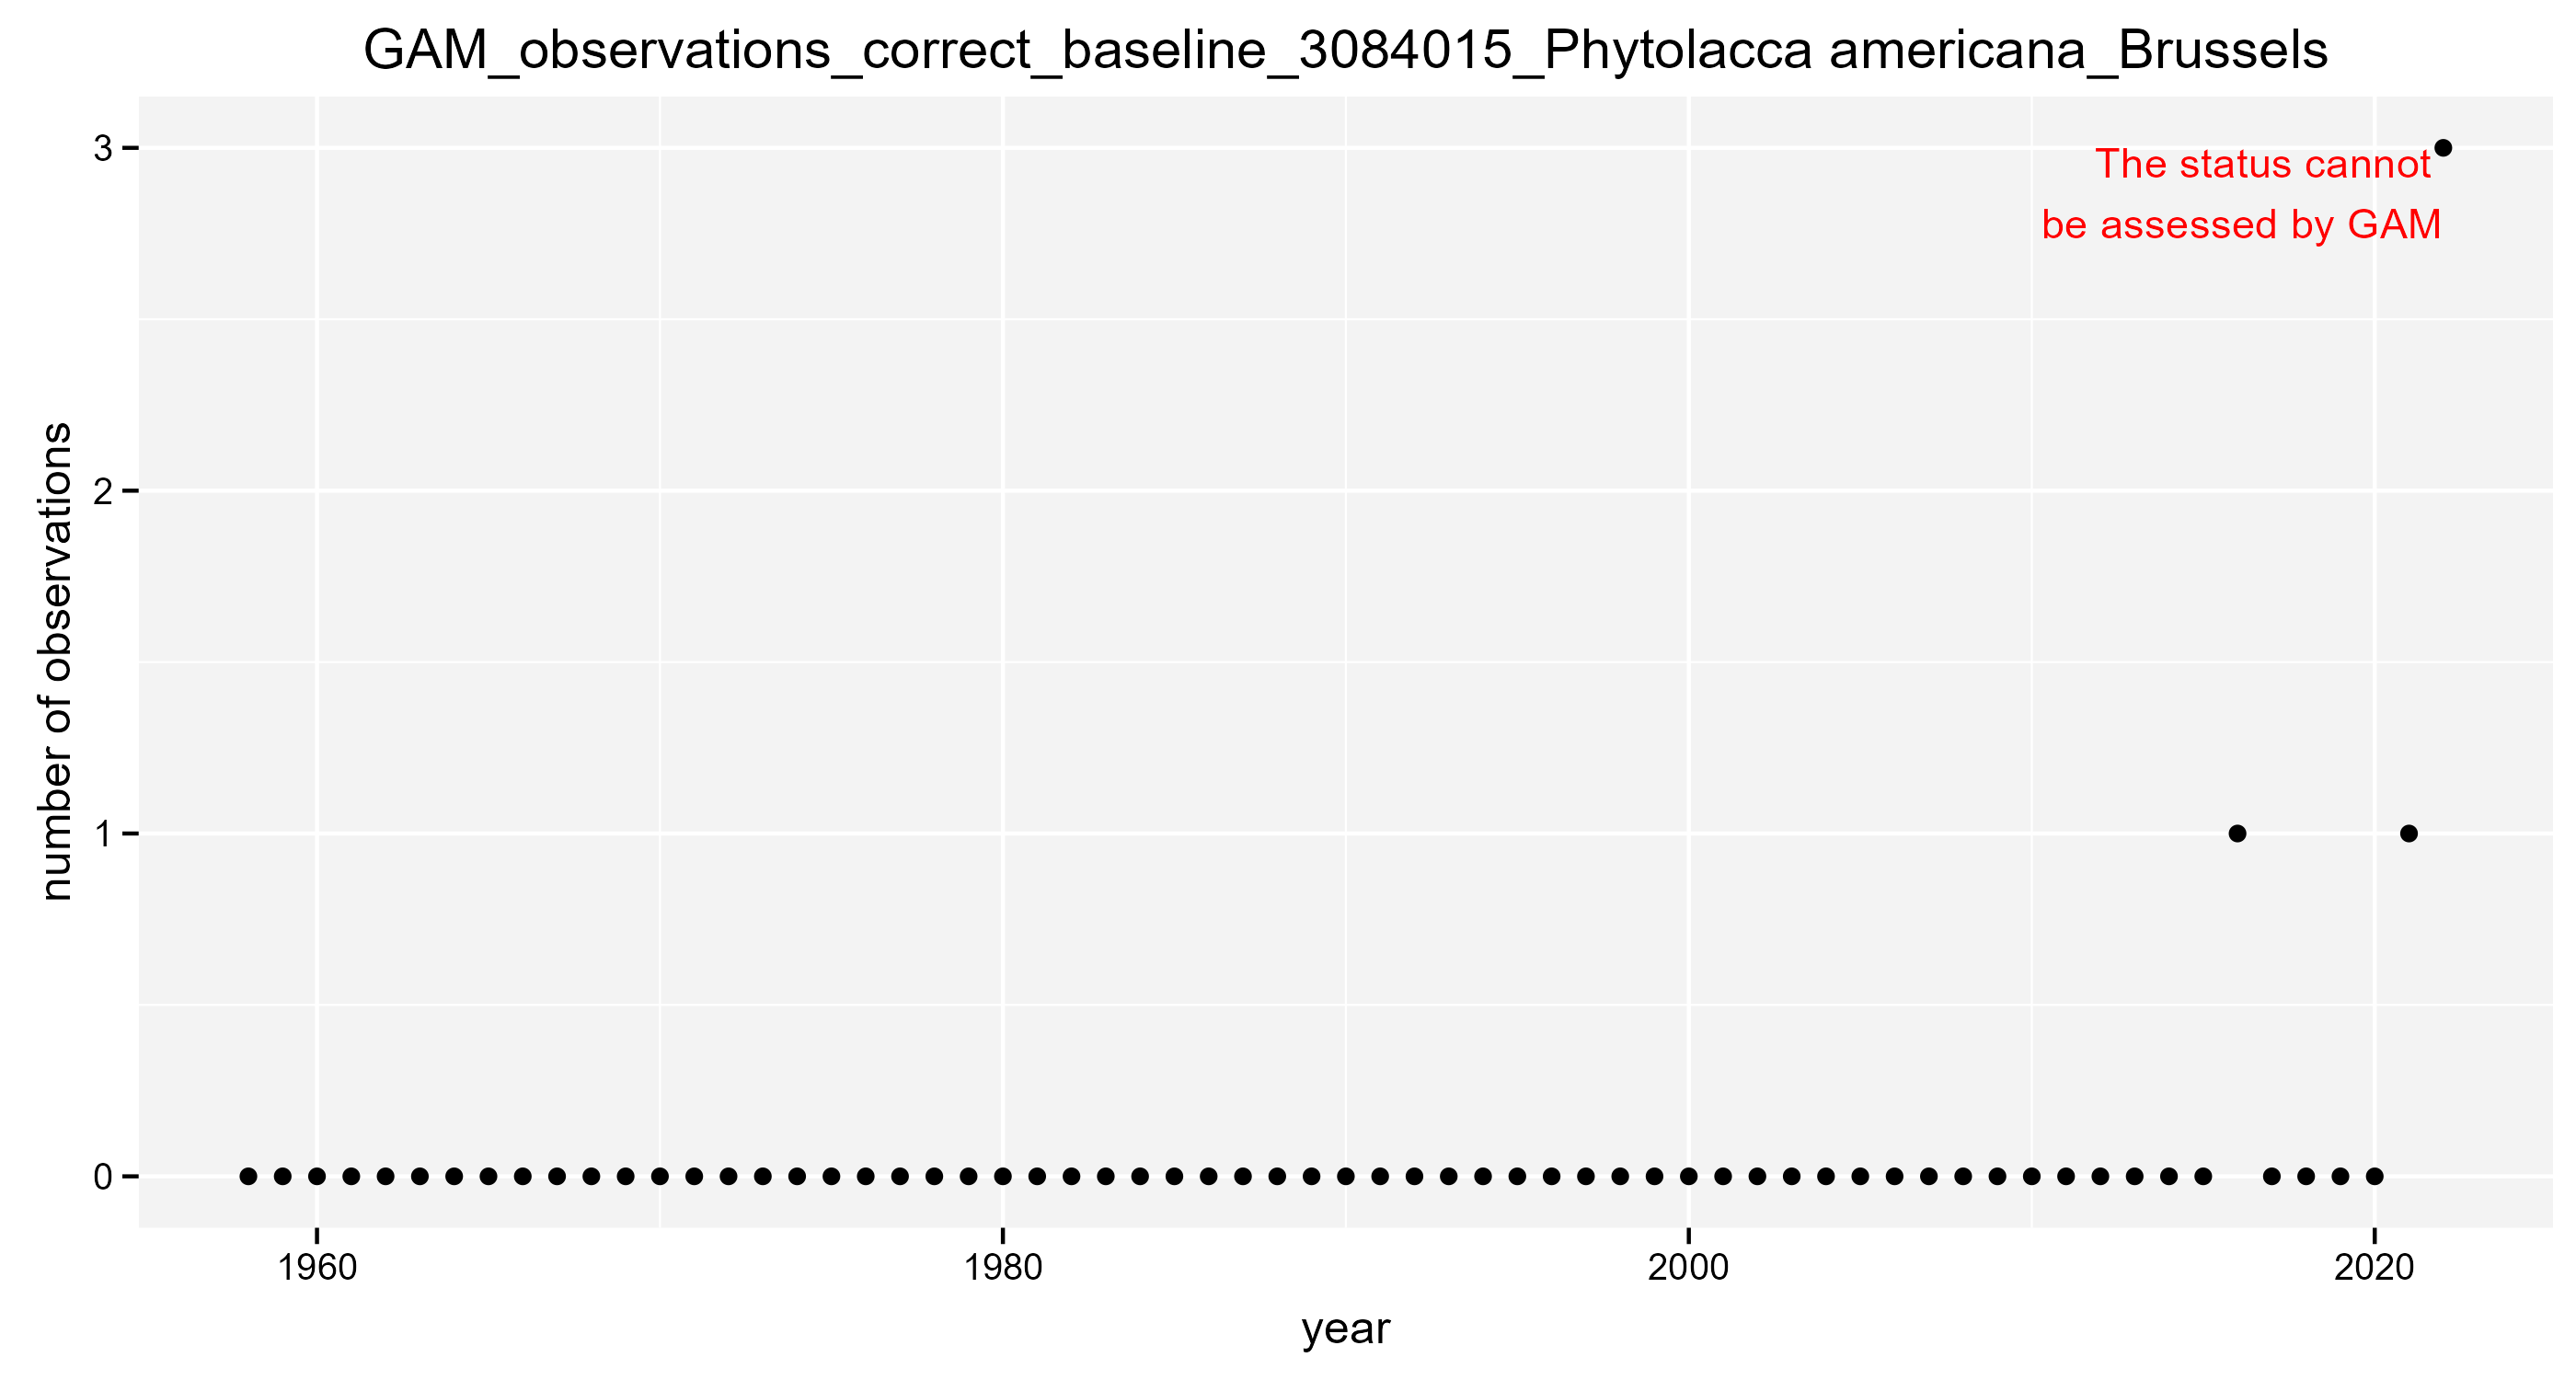 GAM_observations_correct_baseline_3084015_Phytolacca americana_Brussels
3
The status cannot
be assessed by GAM
2
number of observations
1
0
1960
1980
2000
2020
year